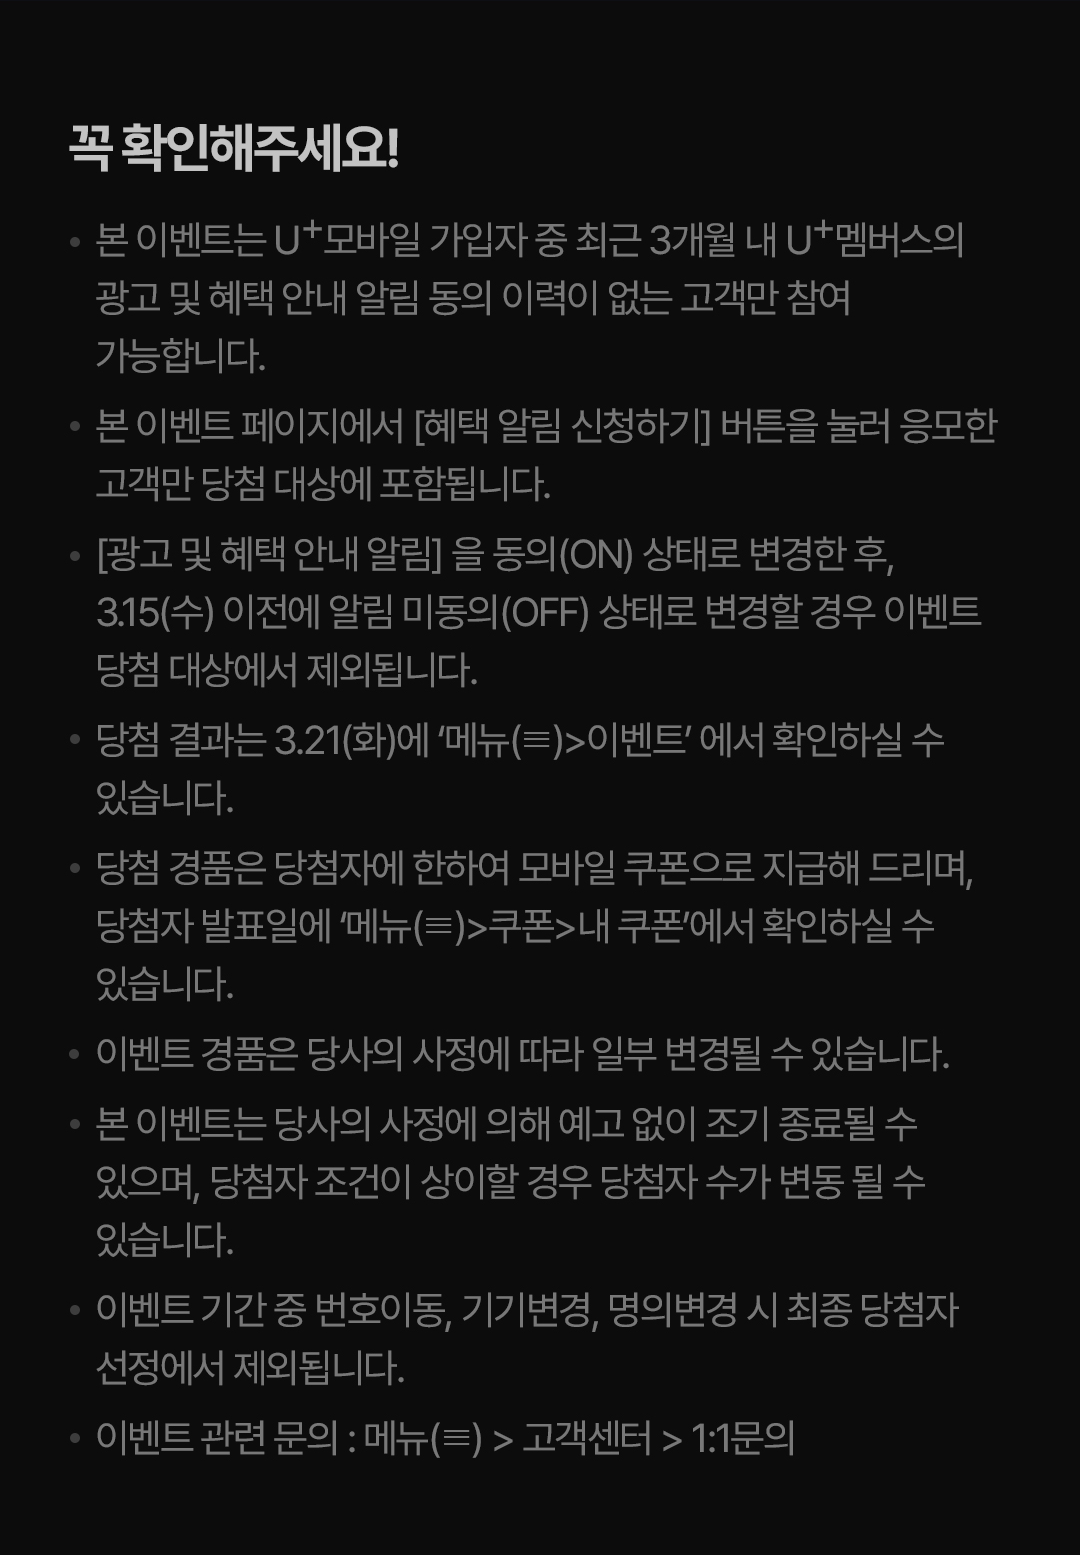 꼭 확인해주세요!
• 본 이벤트는 U⁺모바일 가입자 중 최근 3개월 내 U⁺멤버스의
광고 및 혜택 안내 알림 동의 이력이 없는 고객만 참여
가능합니다.
• 본 이벤트 페이지에서 [혜택 알림 신청하기] 버튼을 눌러 응모한
고객만 당첨 대상에 포함됩니다.
• [광고 및 혜택 안내 알림] 을 동의(ON) 상태로 변경한 후,
3.15(수) 이전에 알림 미동의(OFF) 상태로 변경할 경우 이벤트
당첨 대상에서 제외됩니다.
• 당첨 결과는 3.21(화)에 ‘메뉴(≡)>이벤트’ 에서 확인하실 수
있습니다.
• 당첨 경품은 당첨자에 한하여 모바일 쿠폰으로 지급해 드리며,
당첨자 발표일에 ‘메뉴(≡)>쿠폰>내 쿠폰’에서 확인하실 수
있습니다.
• 이벤트 경품은 당사의 사정에 따라 일부 변경될 수 있습니다.
• 본 이벤트는 당사의 사정에 의해 예고 없이 조기 종료될 수
있으며, 당첨자 조건이 상이할 경우 당첨자 수가 변동 될 수
있습니다.
• 이벤트 기간 중 번호이동, 기기변경, 명의변경 시 최종 당첨자
선정에서 제외됩니다.
• 이벤트 관련 문의 : 메뉴(≡) > 고객센터 > 1:1문의